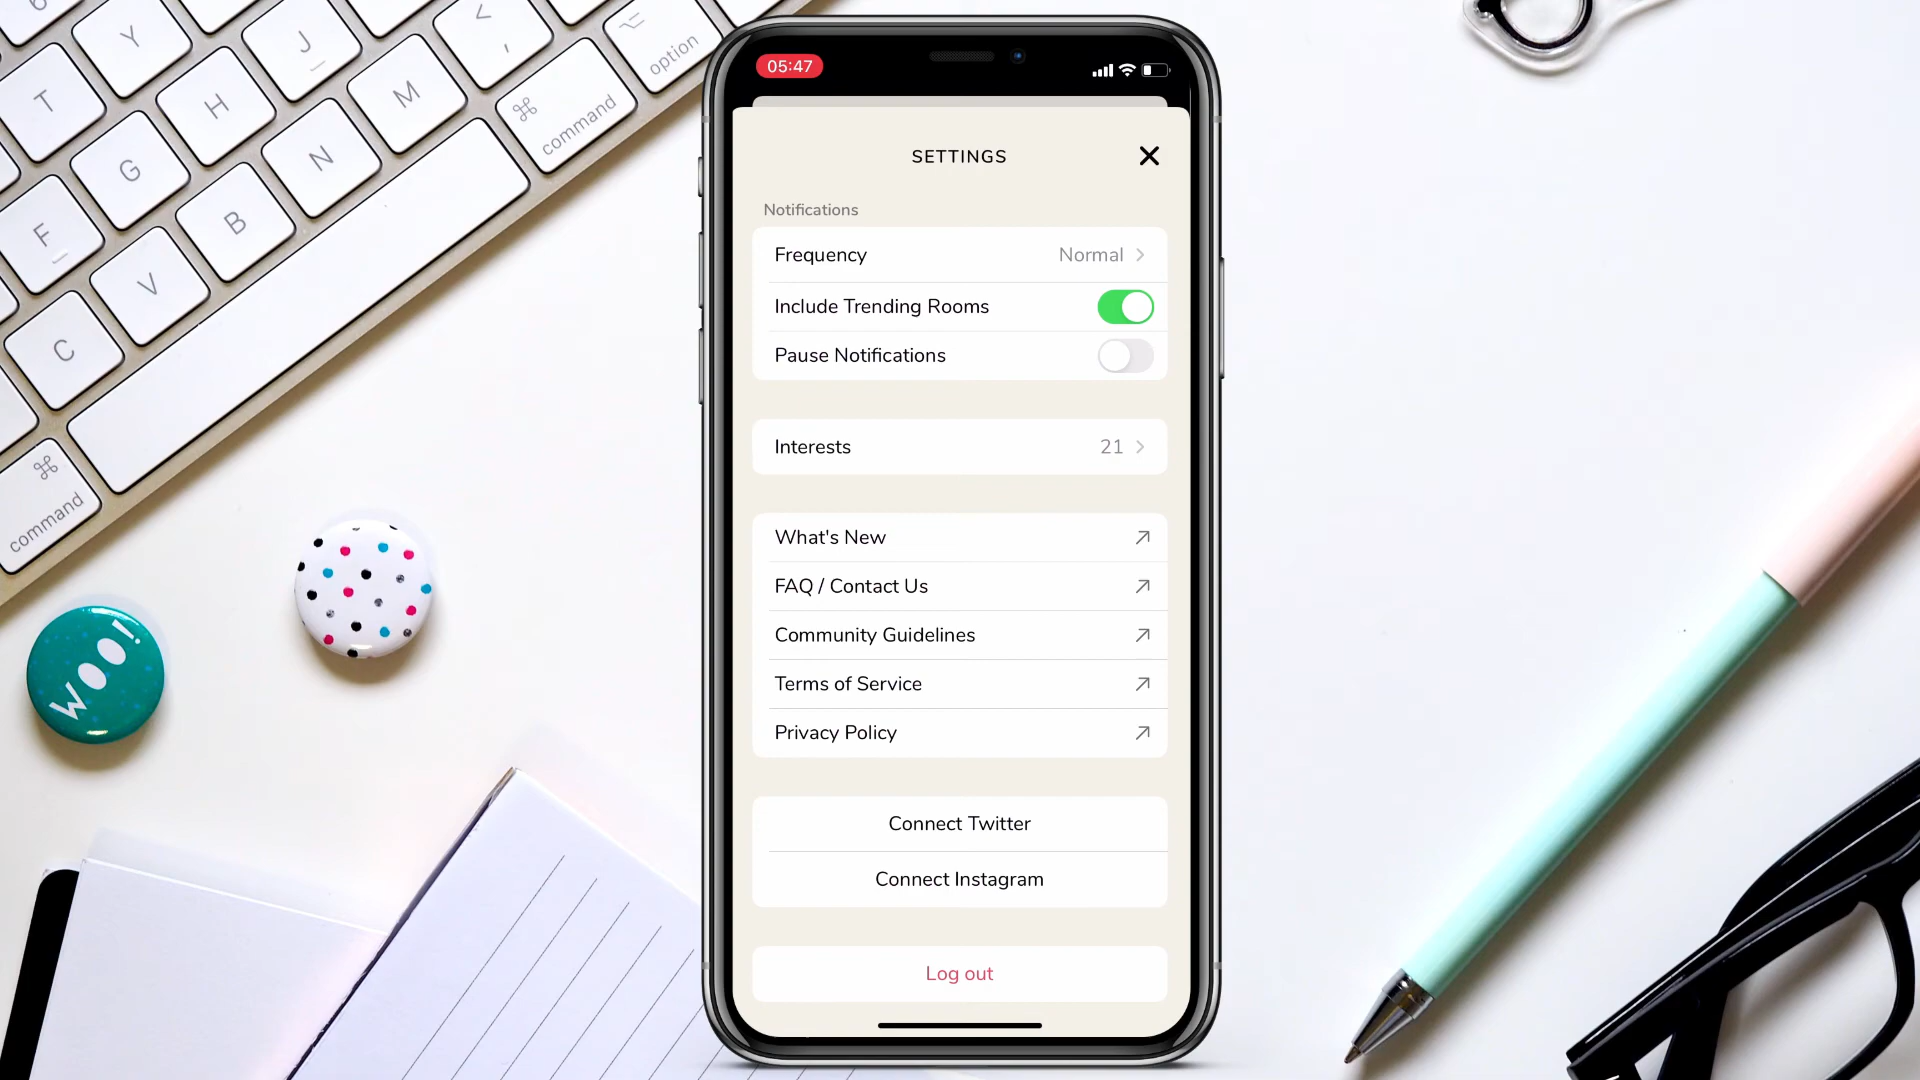 05:47
SETTINGS
Notifications
Frequency Normal
Include Trending Rooms
Pause Notifications
Interests 21
What's New
FAQ / Contact Us
Community Guidelines
Terms of Service
Privacy Policy
Connect Twitter
Connect Instagram
Log out
6
Y
J
<
,
option
T
H
M
command
G
N
F
B
V
C
command
WOO!